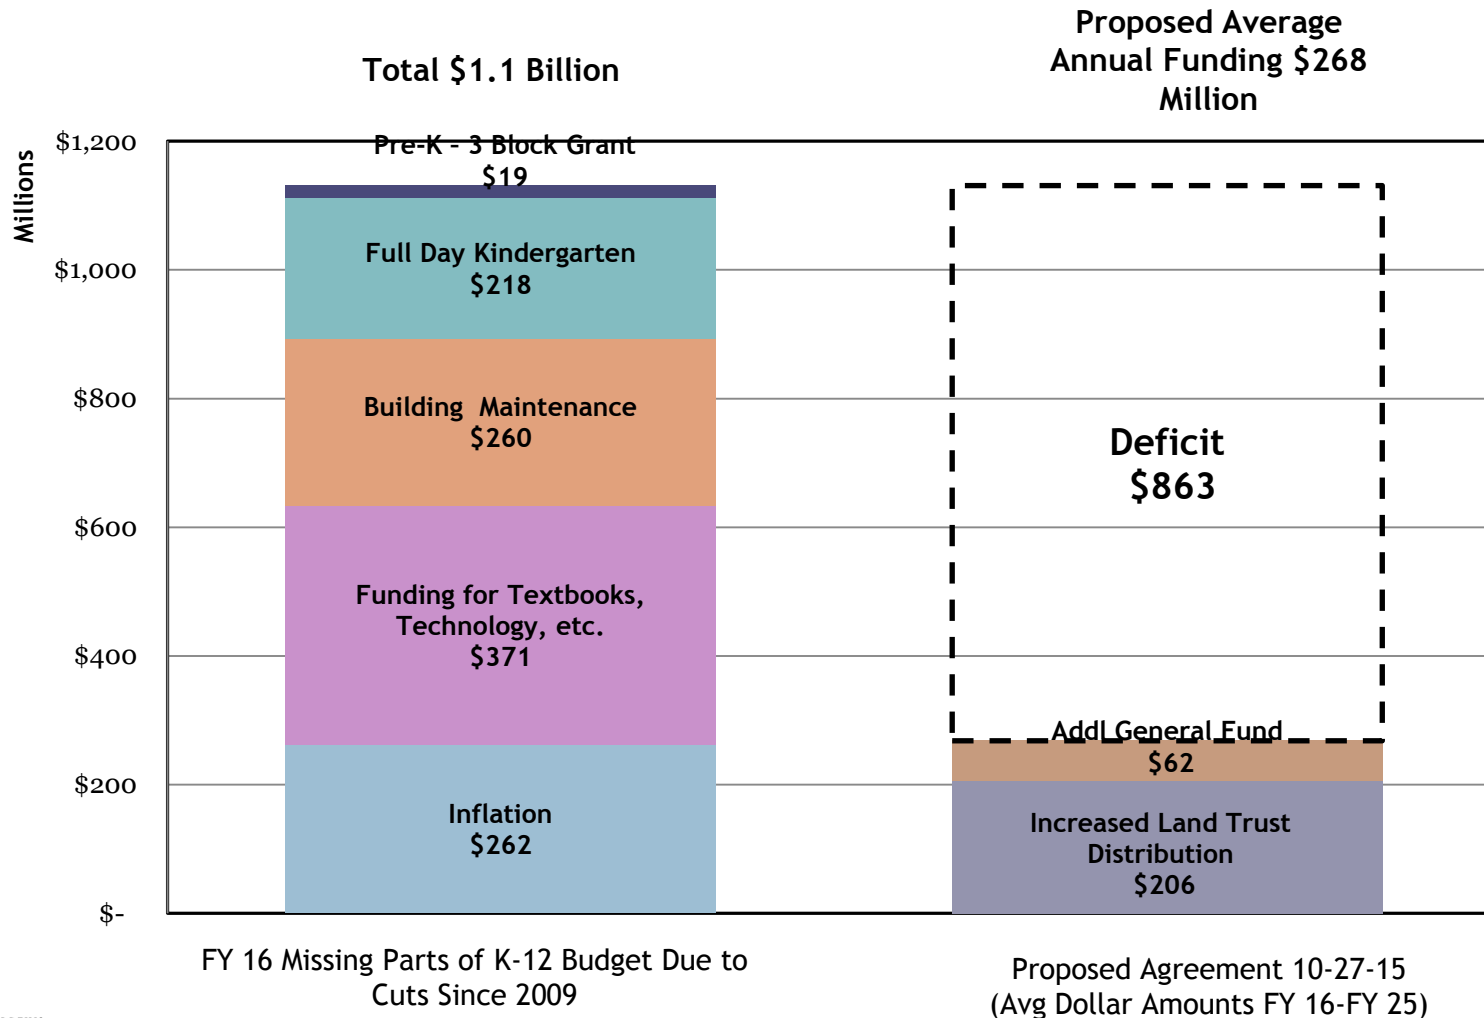 Total $1.1 Billion
Proposed Average
Annual Funding $268
Million
Millions
$1,200
$1,000
$800
$600
$400
$200
$-
Pre-K - 3 Block Grant
$19
Full Day Kindergarten
$218
Building  Maintenance
$260
Funding for Textbooks,
Technology, etc.
$371
Inflation
$262
Deficit
$863
Addl General Fund
$62
Increased Land Trust
Distribution
$206
FY 16 Missing Parts of K-12 Budget Due to
Cuts Since 2009
Proposed Agreement 10-27-15
(Avg Dollar Amounts FY 16-FY 25)